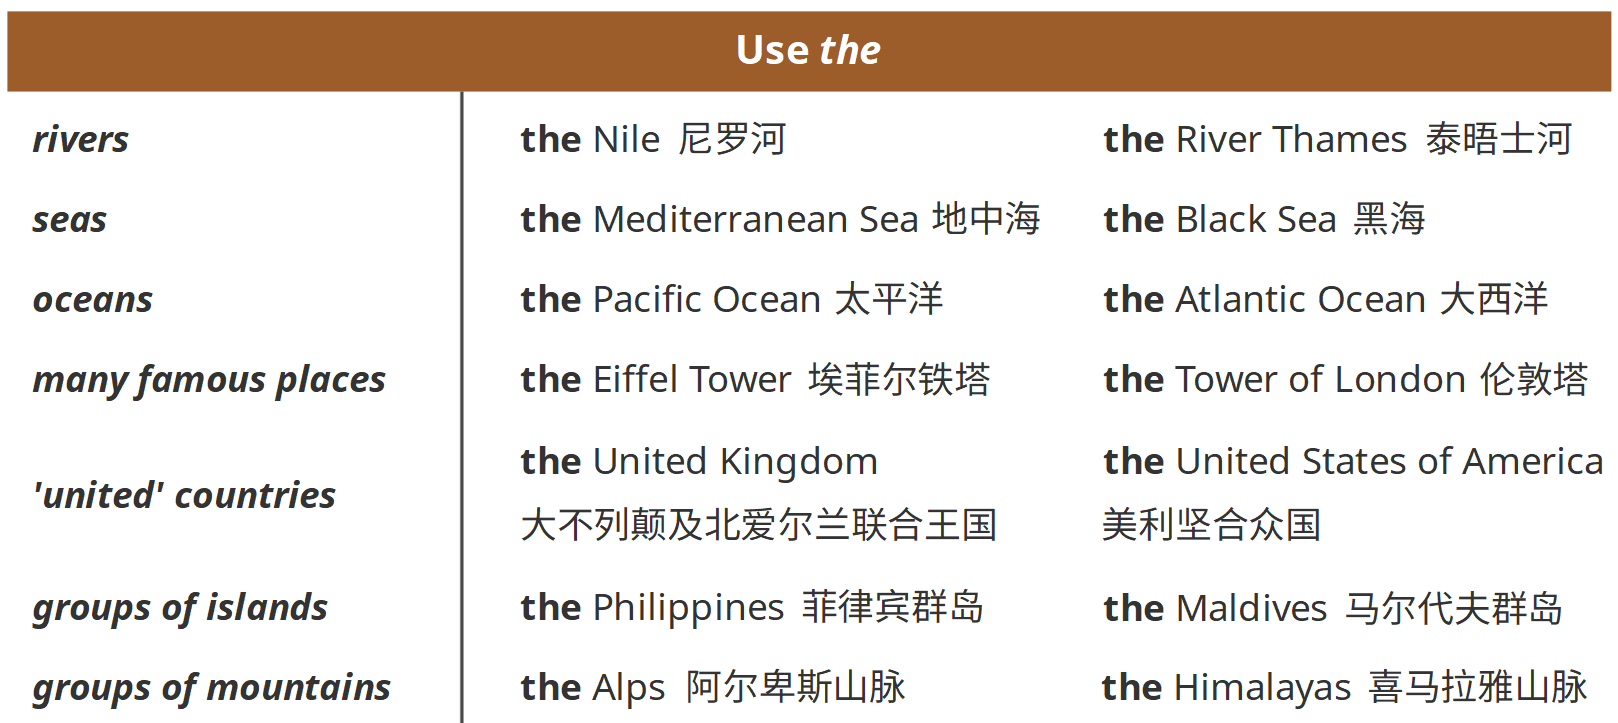 Use the
rivers the Nile 尼罗河 the River Thames 泰晤士河
seas the Mediterranean Sea 地中海 the Black Sea 黑海
oceans the Pacific Ocean 太平洋 the Atlantic Ocean 大西洋
many famous places the Eiffel Tower 埃菲尔铁塔 the Tower of London 伦敦塔
'united' countries the United Kingdom the United States of America
大不列颠及北爱尔兰联合王国 美利坚合众国
groups of islands the Philippines 菲律宾群岛 the Maldives 马尔代夫群岛
groups of mountains the Alps 阿尔卑斯山脉 the Himalayas 喜马拉雅山脉